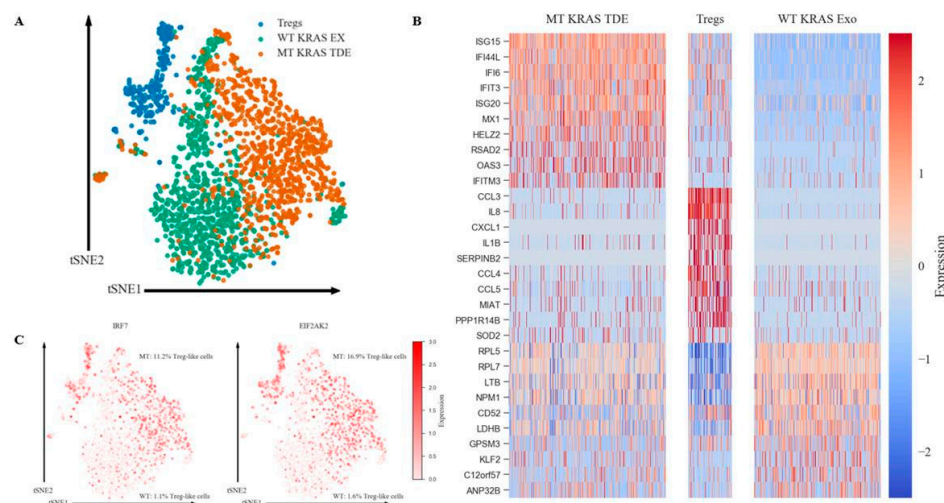 A
Tregs
WT KRAS EX
MT KRAS TDE
tSNE2
tSNE1
B
MT KRAS TDE Tregs WT KRAS Exo
ISG15
IFI44L
IFI6
IFIT3
ISG20
MX1
HELZ2
RSAD2
OAS3
IFITM3
CCL3
IL8
CXCL1
IL1B
SERPINB2
CCL4
CCL5
MIAT
PPP1R14B
SOD2
RPL5
RPL7
LTB
NPM1
CD52
LDHB
GPSM3
KLF2
C12orf57
ANP32B
2
1
0
−1
−2
Expression
C
IRF7
MT: 11.2% Treg-like cells
WT: 1.1% Treg-like cells
tSNE2
tSNE1
EIF2AK2
MT: 16.9% Treg-like cells
WT: 1.6% Treg-like cells
tSNE2
tSNE1
3.0
2.5
2.0
1.5
1.0
0.5
0.0
Expression